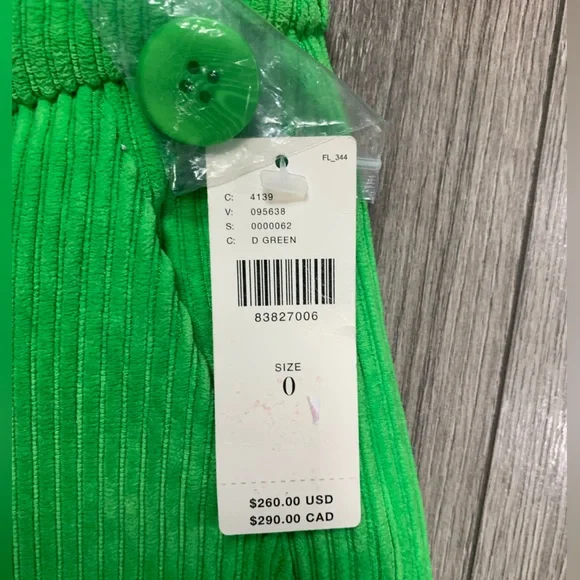 FL_344
C: 4139
V: 095638
S: 0000062
C: D GREEN
83827006
SIZE
0
$260.00 USD
$290.00 CAD